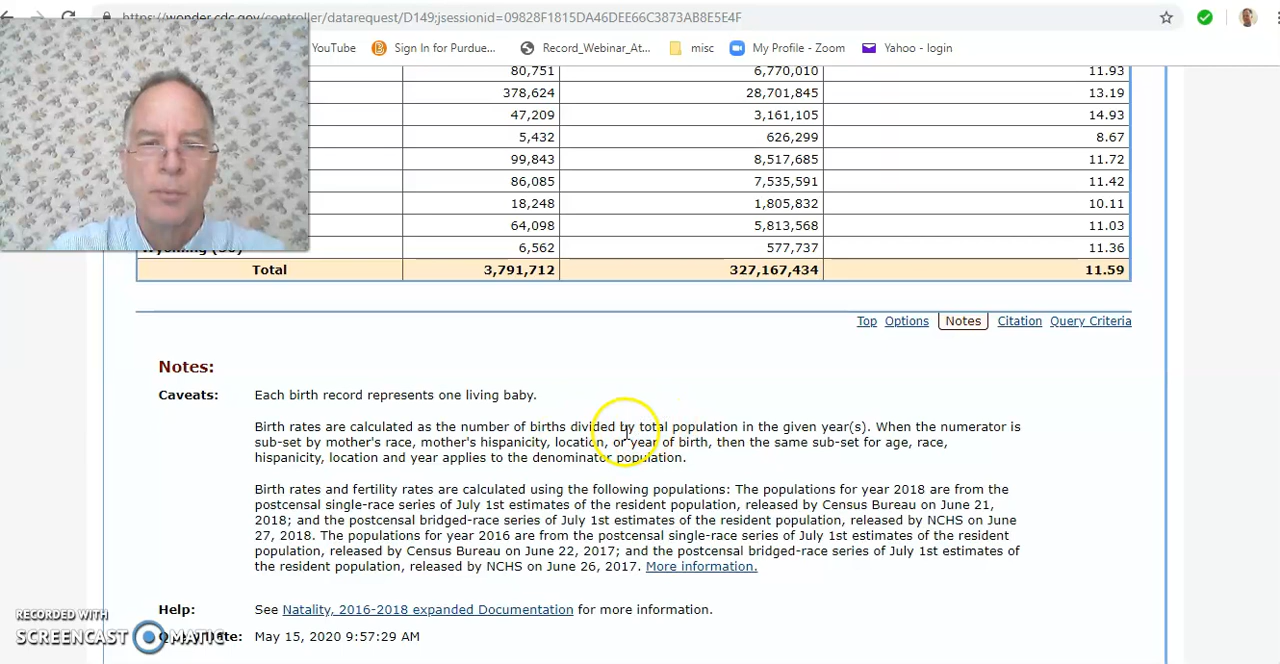 https://wonder.cdc.gov/controller/datarequest/D149;jsessionid=09828F1815DA46DEE66C3873AB8E5E4F
YouTube Sign In for Purdue... Record_Webinar_At... misc My Profile - Zoom Yahoo - login
80,751 6,770,010 11.93
378,624 28,701,845 13.19
47,209 3,161,105 14.93
5,432 626,299 8.67
99,843 8,517,685 11.72
86,085 7,535,591 11.42
18,248 1,805,832 10.11
64,098 5,813,568 11.03
6,562 577,737 11.36
Total 3,791,712 327,167,434 11.59
Top Options Notes Citation Query Criteria
Notes:
Caveats: Each birth record represents one living baby.
Birth rates are calculated as the number of births divided by total population in the given year(s). When the numerator is
sub-set by mother's race, mother's hispanicity, location, or year of birth, then the same sub-set for age, race,
hispanicity, location and year applies to the denominator population.
Birth rates and fertility rates are calculated using the following populations: The populations for year 2018 are from the
postcensal single-race series of July 1st estimates of the resident population, released by Census Bureau on June 21,
2018; and the postcensal bridged-race series of July 1st estimates of the resident population, released by NCHS on June
27, 2018. The populations for year 2016 are from the postcensal single-race series of July 1st estimates of the resident
population, released by Census Bureau on June 22, 2017; and the postcensal bridged-race series of July 1st estimates of
the resident population, released by NCHS on June 26, 2017. More information.
Help: See Natality, 2016-2018 expanded Documentation for more information.
RECORDED WITH
SCREENCAST MATIC
Date: May 15, 2020 9:57:29 AM